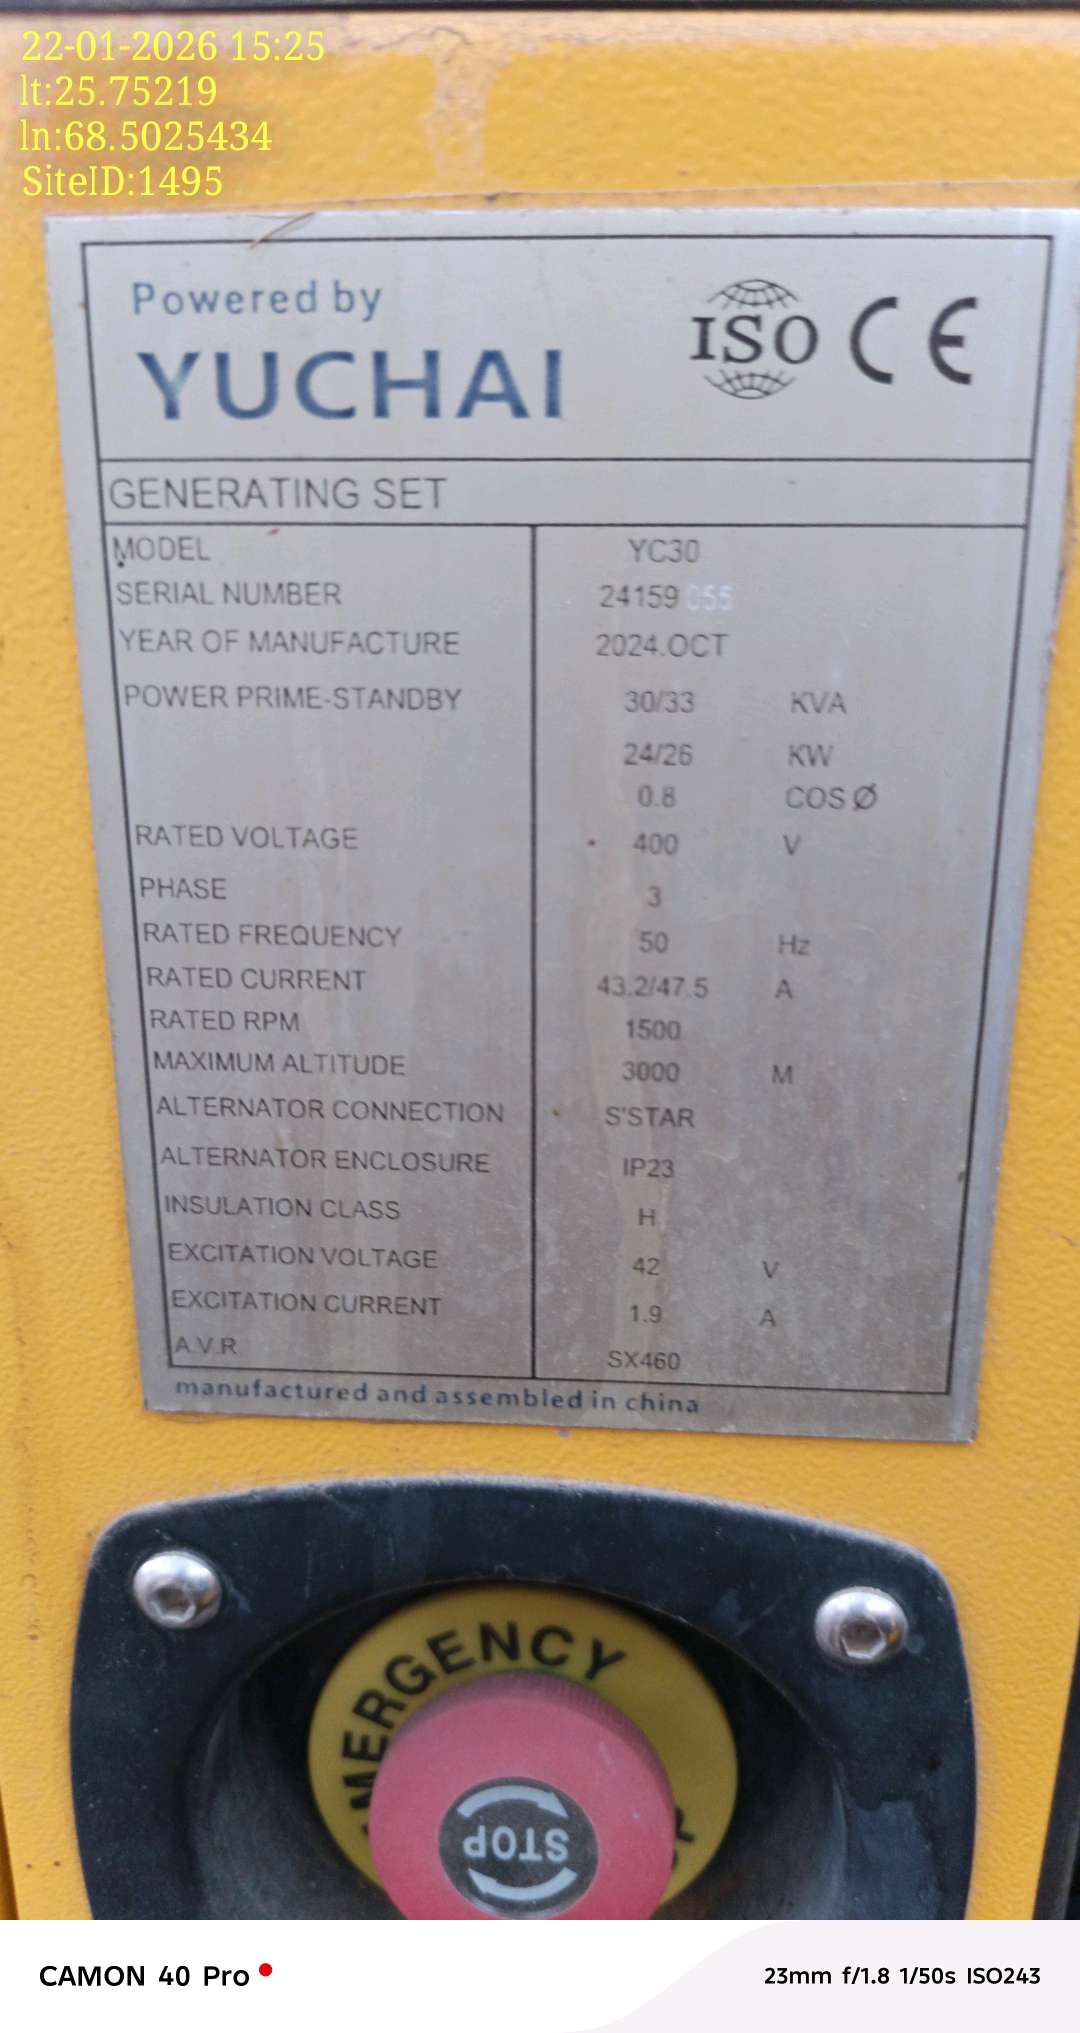 22-01-2026 15:25
lt:25.75219
ln:68.5025434
SiteID:1495
Powered by
YUCHAI
ISO CE
GENERATING SET
MODEL YC30
SERIAL NUMBER 24159 055
YEAR OF MANUFACTURE 2024.OCT
POWER PRIME-STANDBY 30/33 KVA
24/26 KW
0.8 COS Ø
RATED VOLTAGE 400 V
PHASE 3
RATED FREQUENCY 50 Hz
RATED CURRENT 43.2/47.5 A
RATED RPM 1500
MAXIMUM ALTITUDE 3000 M
ALTERNATOR CONNECTION S'STAR
ALTERNATOR ENCLOSURE IP23
INSULATION CLASS H
EXCITATION VOLTAGE 42 V
EXCITATION CURRENT 1.9 A
A.V.R SX460
manufactured and assembled in china
EMERGENCY
STOP
CAMON 40 Pro
23mm f/1.8 1/50s ISO243